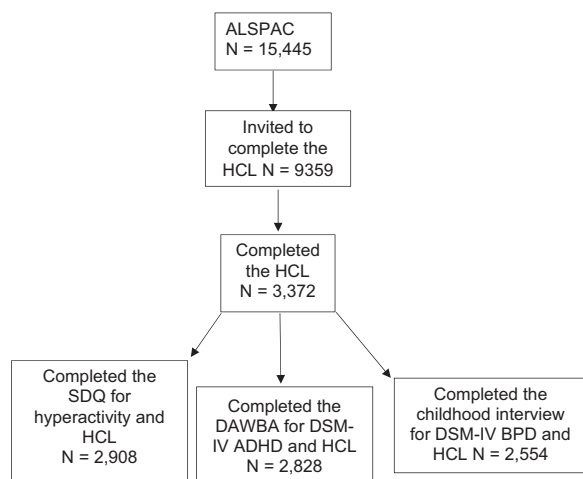 ALSPAC
N = 15,445
Invited to
complete the
HCL N = 9359
Completed
the HCL
N = 3,372
Completed the
SDQ for
hyperactivity and
HCL
N = 2,908
Completed the
DAWBA for DSM-
IV ADHD and HCL
N = 2,828
Completed the
childhood interview
for DSM-IV BPD and
HCL N = 2,554